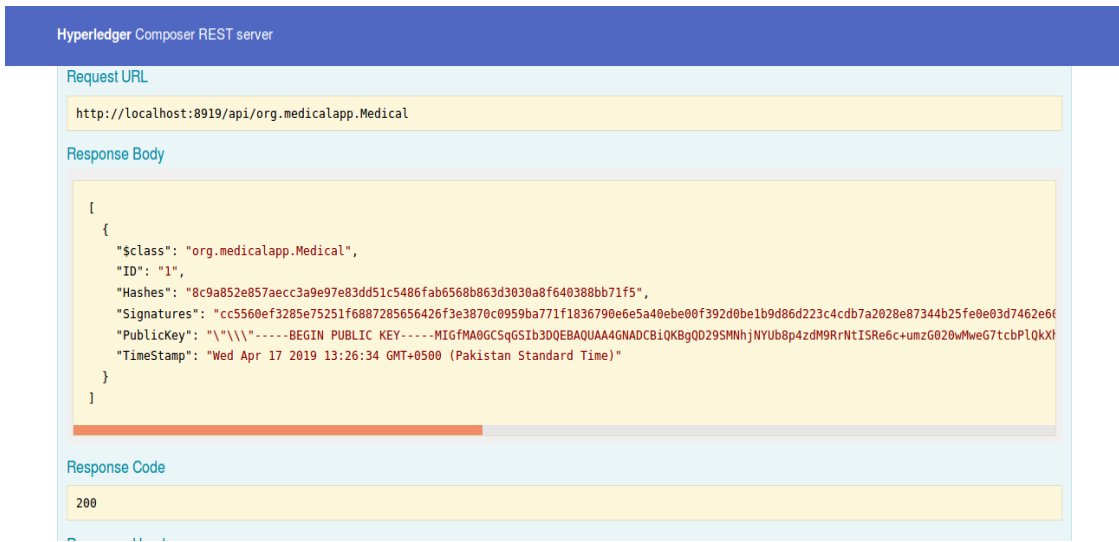 Hyperledger Composer REST server
Request URL
http://localhost:8919/api/org.medicalapp.Medical
Response Body
[
{
"$class": "org.medicalapp.Medical",
"ID": "1",
"Hashes": "8c9a852e857aecc3a9e97e83dd51c5486fab6568b863d3030a8f640388bb71f5",
"Signatures": "cc5560ef3285e75251f6887285656426f3e3870c0959ba771f1836790e6e5a40ebe00f392d0be1b9d86d223c4cdb7a2028e87344b25fe0e03d7462e60
"PublicKey": "\"\\\"-----BEGIN PUBLIC KEY-----MIGfMA0GCSqGSIb3DQEBAQUAA4GNADCBiQKBgQD29SMNhjNYUb8p4zdM9RrNtISRe6c+umzG020wMweG7tcbPlQkXh
"TimeStamp": "Wed Apr 17 2019 13:26:34 GMT+0500 (Pakistan Standard Time)"
}
]
Response Code
200